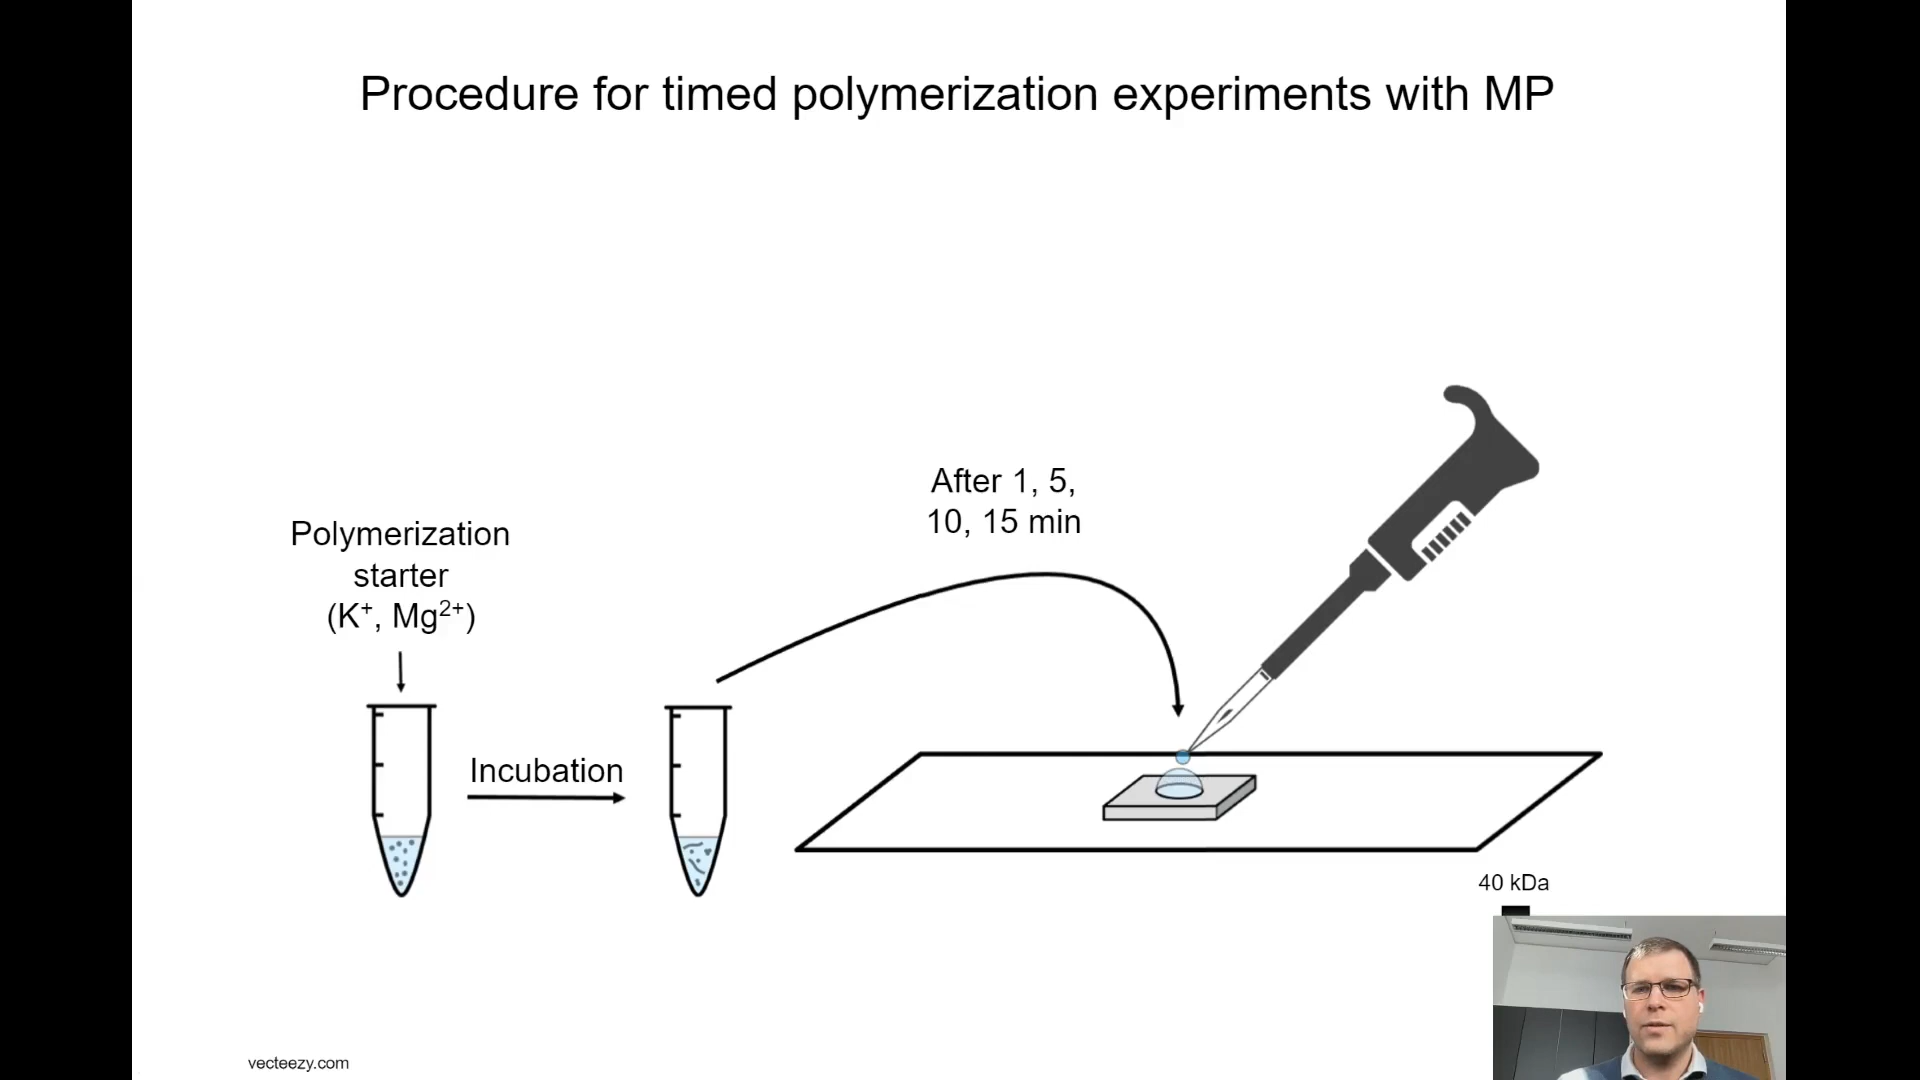 Procedure for timed polymerization experiments with MP
After 1, 5,
10, 15 min
Polymerization
starter
(K⁺, Mg²⁺)
Incubation
40 kDa
vecteezy.com